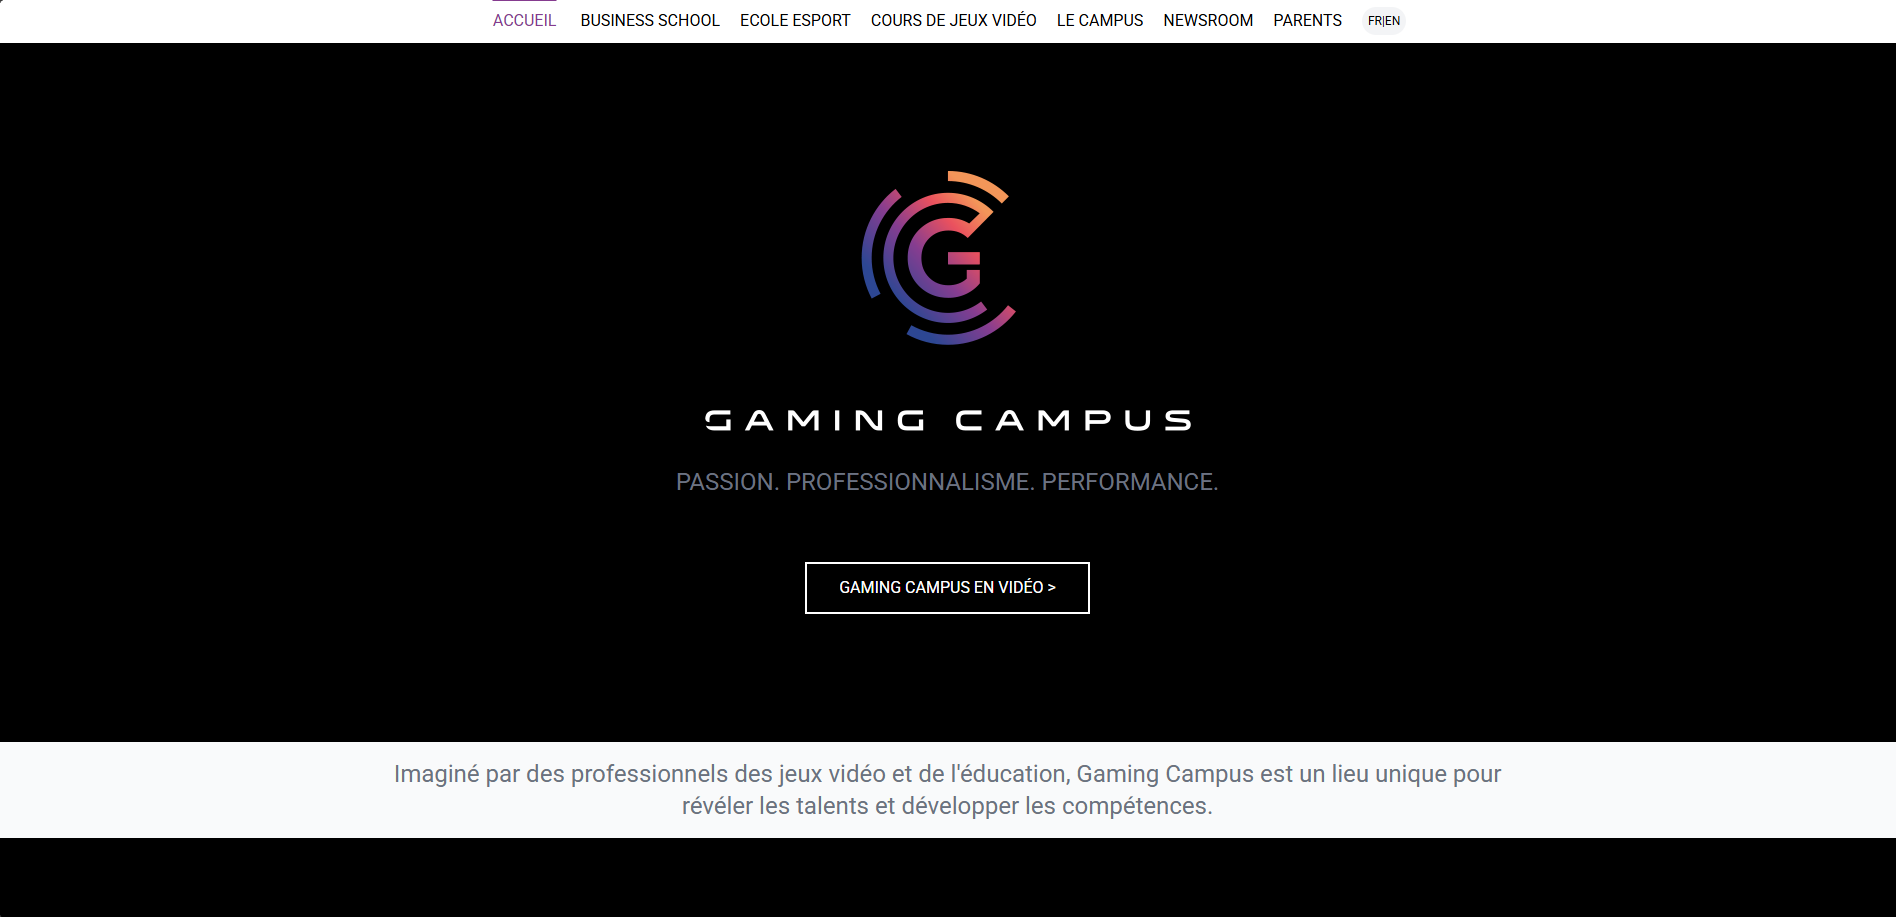 ACCUEIL BUSINESS SCHOOL ECOLE ESPORT COURS DE JEUX VIDÉO LE CAMPUS NEWSROOM PARENTS FR|EN
GAMING CAMPUS
PASSION. PROFESSIONNALISME. PERFORMANCE.
GAMING CAMPUS EN VIDÉO >
Imaginé par des professionnels des jeux vidéo et de l'éducation, Gaming Campus est un lieu unique pour
révéler les talents et développer les compétences.